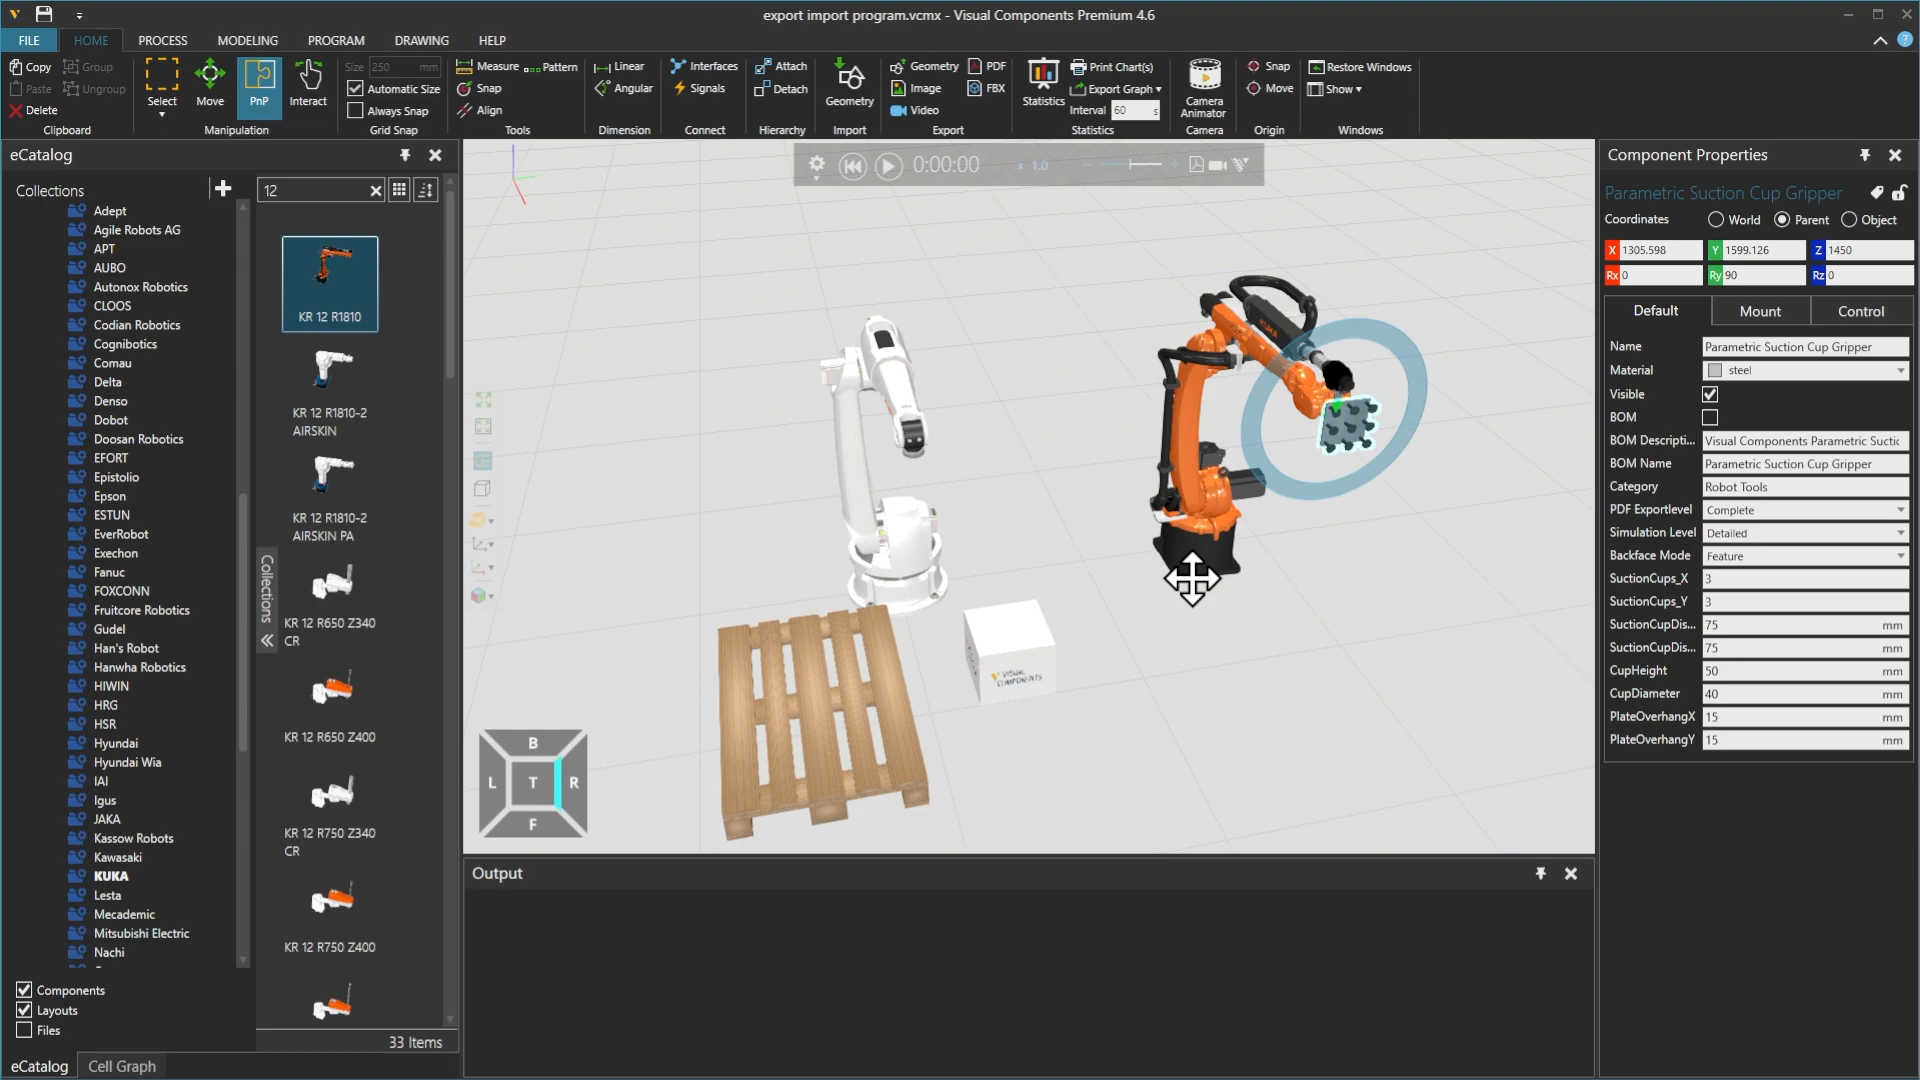 export import program.vcmx - Visual Components Premium 4.6
FILE HOME PROCESS MODELING PROGRAM DRAWING HELP
Copy Group
Paste Ungroup
Delete
Clipboard
Select Move PnP Interact
Manipulation
Size 250 mm
Automatic Size
Always Snap
Grid Snap
Measure Pattern
Snap
Align
Tools
Linear
Angular
Dimension
Interfaces
Signals
Connect
Attach
Detach
Hierarchy
Geometry
Import
Geometry PDF
Image FBX
Video
Export
Statistics
Print Chart(s)
Export Graph
Interval 60 s
Statistics
Camera Animator
Camera
Snap
Move
Origin
Restore Windows
Show
Windows
eCatalog
Collections
Adept
Agile Robots AG
APT
AUBO
Autonox Robotics
CLOOS
Codian Robotics
Cognibotics
Comau
Delta
Denso
Dobot
Doosan Robotics
EFORT
Epistolio
Epson
ESTUN
EverRobot
Exechon
Fanuc
FOXCONN
Fruitcore Robotics
Gudel
Han's Robot
Hanwha Robotics
HIWIN
HRG
HSR
Hyundai
Hyundai Wia
IAI
Igus
JAKA
Kassow Robots
Kawasaki
KUKA
Lesta
Mecademic
Mitsubishi Electric
Nachi
Components
Layouts
Files
eCatalog Cell Graph
Collections
12
KR 12 R1810
KR 12 R1810-2
AIRSKIN
KR 12 R1810-2
AIRSKIN PA
KR 12 R650 Z340
CR
KR 12 R650 Z400
KR 12 R750 Z340
CR
KR 12 R750 Z400
33 Items
0:00:00
x 1.0
KUKA
VISUAL
COMPONENTS
B
L T R
F
Output
Component Properties
Parametric Suction Cup Gripper
Coordinates World Parent Object
X 1305.598 Y 1599.126 Z 1450
Rx 0 Ry 90 Rz 0
Default Mount Control
Name Parametric Suction Cup Gripper
Material steel
Visible
BOM
BOM Descripti... Visual Components Parametric Suctic
BOM Name Parametric Suction Cup Gripper
Category Robot Tools
PDF Exportlevel Complete
Simulation Level Detailed
Backface Mode Feature
SuctionCups_X 3
SuctionCups_Y 3
SuctionCupDis... 75 mm
SuctionCupDis... 75 mm
CupHeight 50 mm
CupDiameter 40 mm
PlateOverhangX 15 mm
PlateOverhangY 15 mm